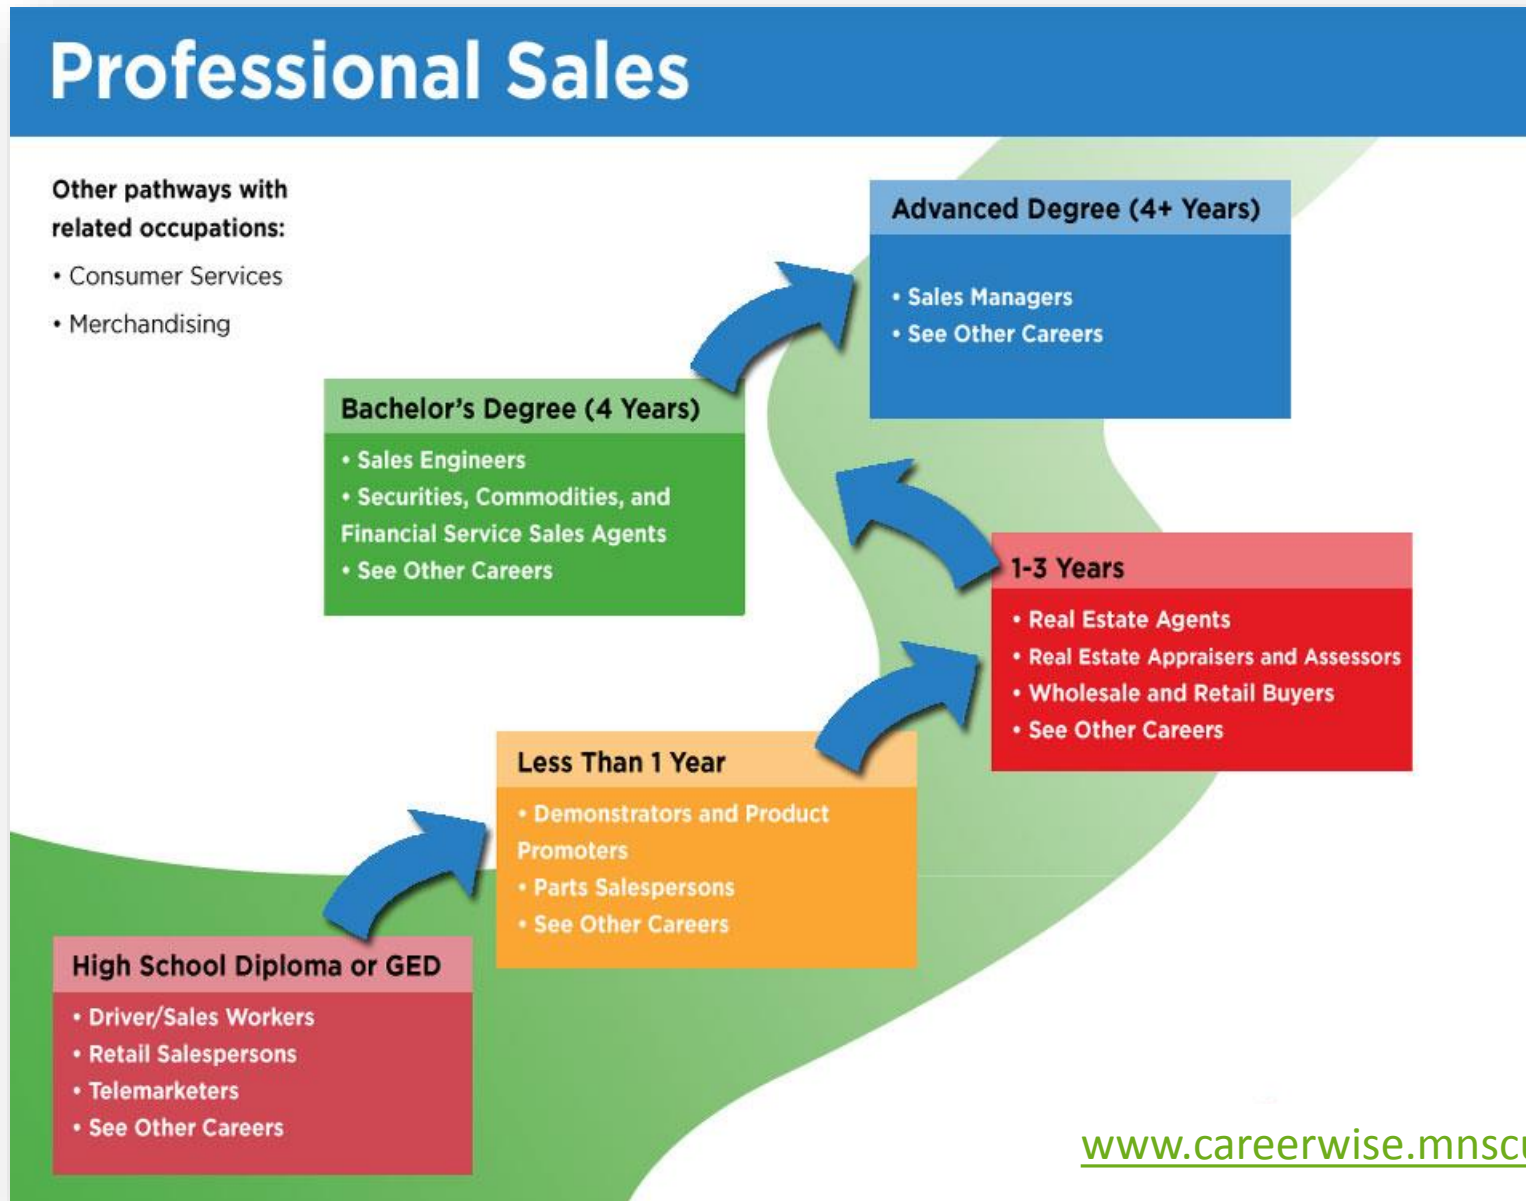 Professional Sales
Other pathways with
related occupations:
• Consumer Services
• Merchandising
Advanced Degree (4+ Years)
• Sales Managers
• See Other Careers
Bachelor's Degree (4 Years)
• Sales Engineers
• Securities, Commodities, and
Financial Service Sales Agents
• See Other Careers
1-3 Years
• Real Estate Agents
• Real Estate Appraisers and Assessors
• Wholesale and Retail Buyers
• See Other Careers
Less Than 1 Year
• Demonstrators and Product
Promoters
• Parts Salespersons
• See Other Careers
High School Diploma or GED
• Driver/Sales Workers
• Retail Salespersons
• Telemarketers
• See Other Careers
www.careerwise.mnscu